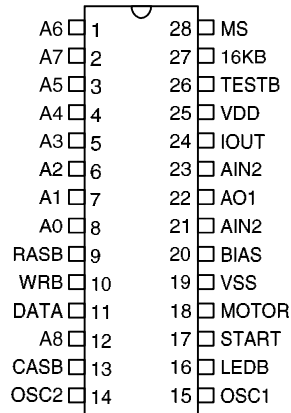 A6 1 28 MS
A7 2 27 16KB
A5 3 26 TESTB
A4 4 25 VDD
A3 5 24 IOUT
A2 6 23 AIN2
A1 7 22 AO1
A0 8 21 AIN2
RASB 9 20 BIAS
WRB 10 19 VSS
DATA 11 18 MOTOR
A8 12 17 START
CASB 13 16 LEDB
OSC2 14 15 OSC1